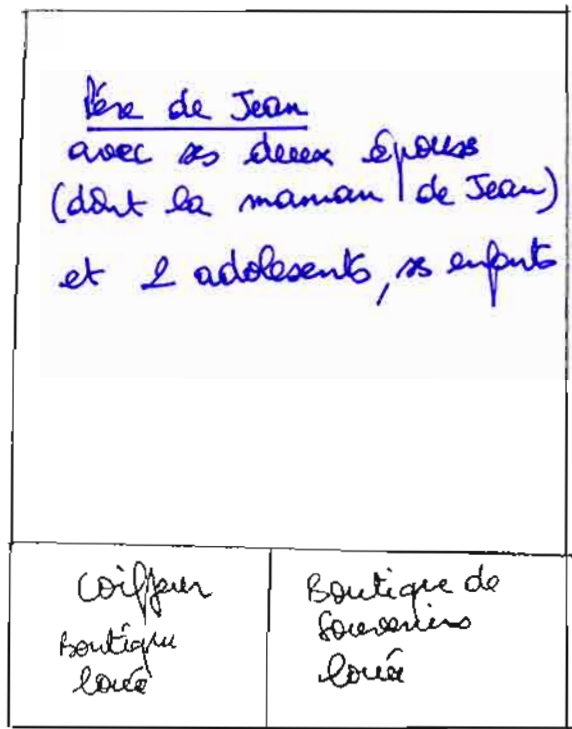 Père de Jean
avec ses deux épouses
(dont la maman de Jean)
et 2 adolesents, ses enfants
Coiffeur
Boutique
louée
Boutique de
Souvenirs
louée